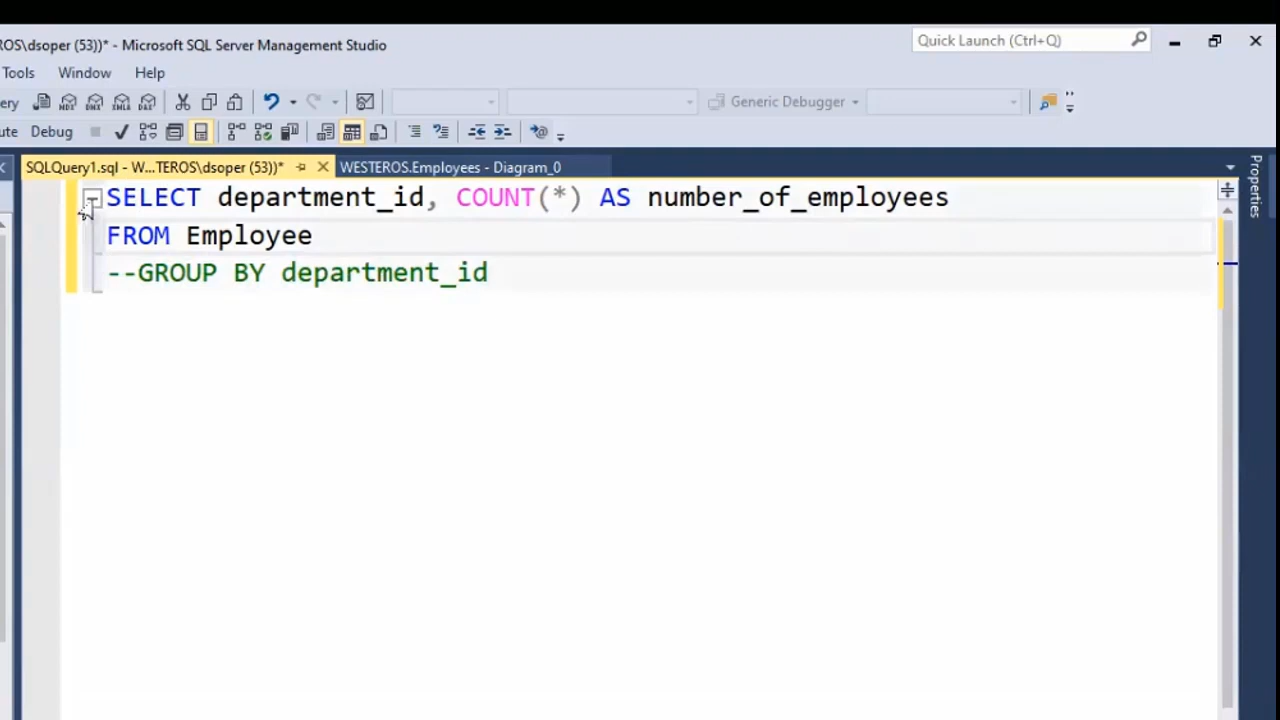 OS\dsoper (53))* - Microsoft SQL Server Management Studio
Quick Launch (Ctrl+Q)
Tools Window Help
ery
Generic Debugger
ute Debug
SQLQuery1.sql - W...TEROS\dsoper (53))*
WESTEROS.Employees - Diagram_0
Properties
SELECT department_id, COUNT(*) AS number_of_employees
FROM Employee
--GROUP BY department_id